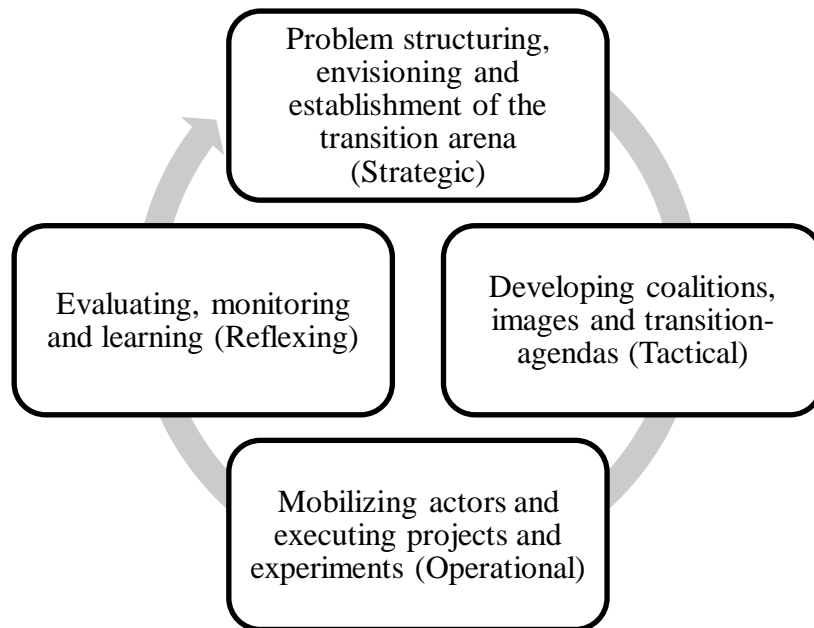 Problem structuring,
envisioning and
establishment of the
transition arena
(Strategic)
Developing coalitions,
images and transition-
agendas (Tactical)
Mobilizing actors and
executing projects and
experiments (Operational)
Evaluating, monitoring
and learning (Reflexing)